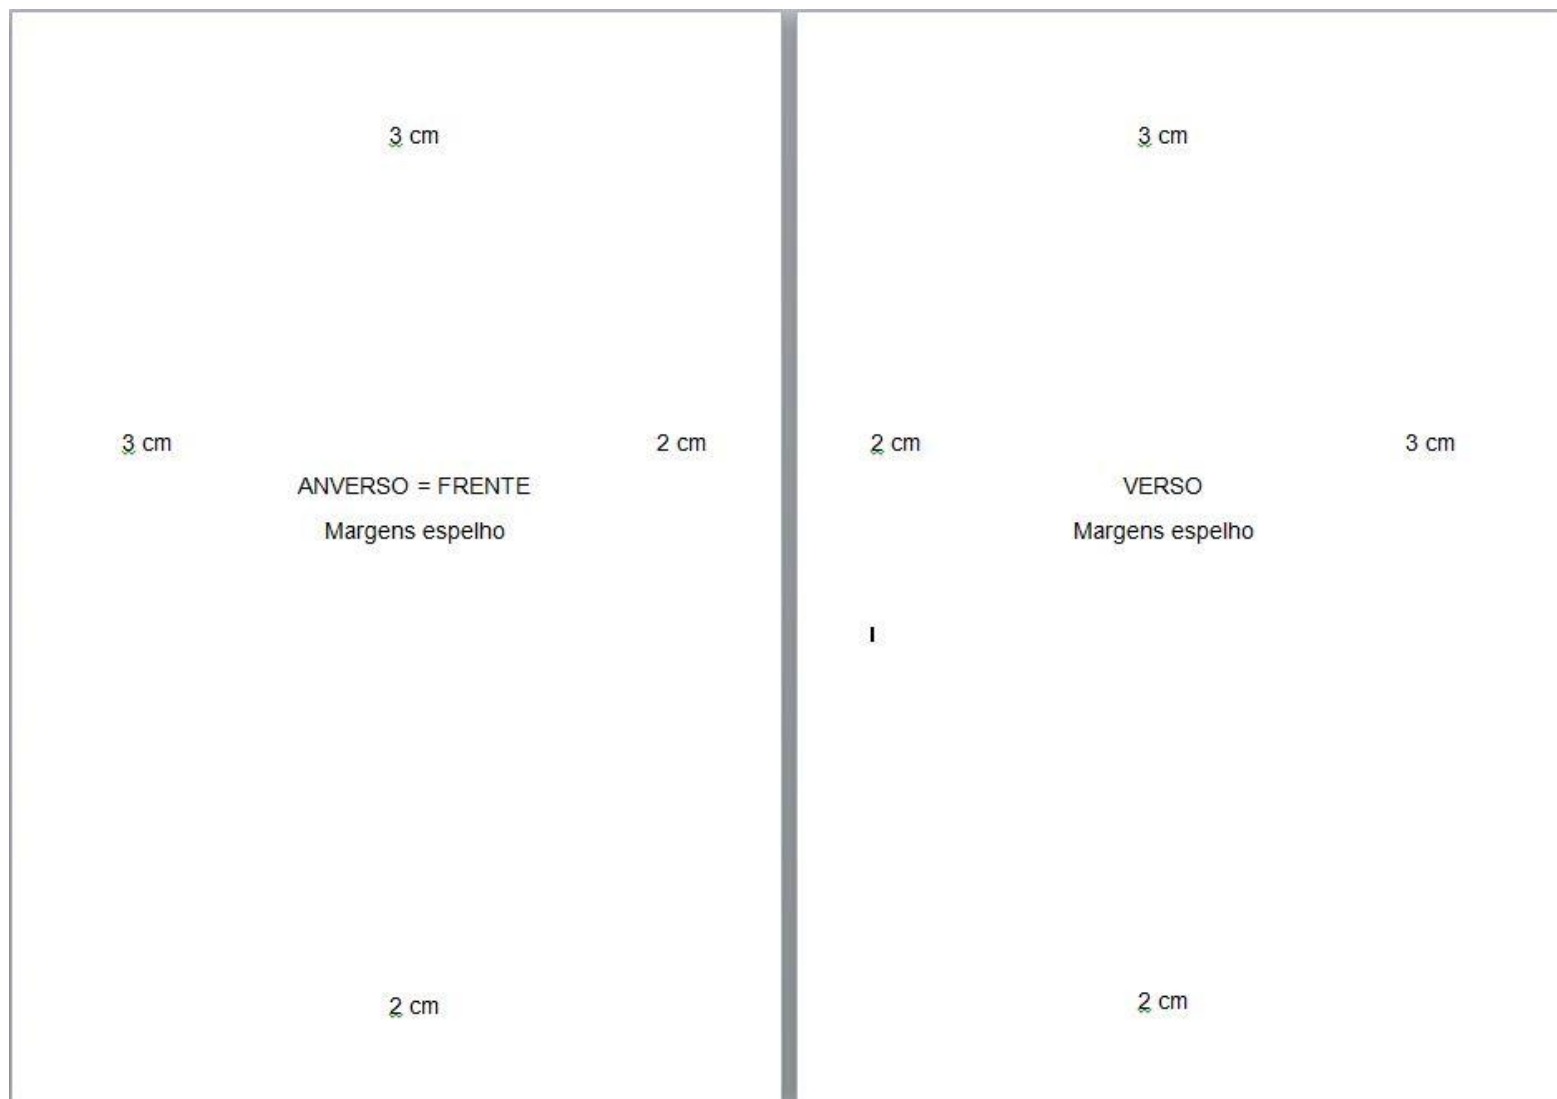 3 cm
3 cm 2 cm
ANVERSO = FRENTE
Margens espelho
2 cm
3 cm
2 cm 3 cm
VERSO
Margens espelho
2 cm